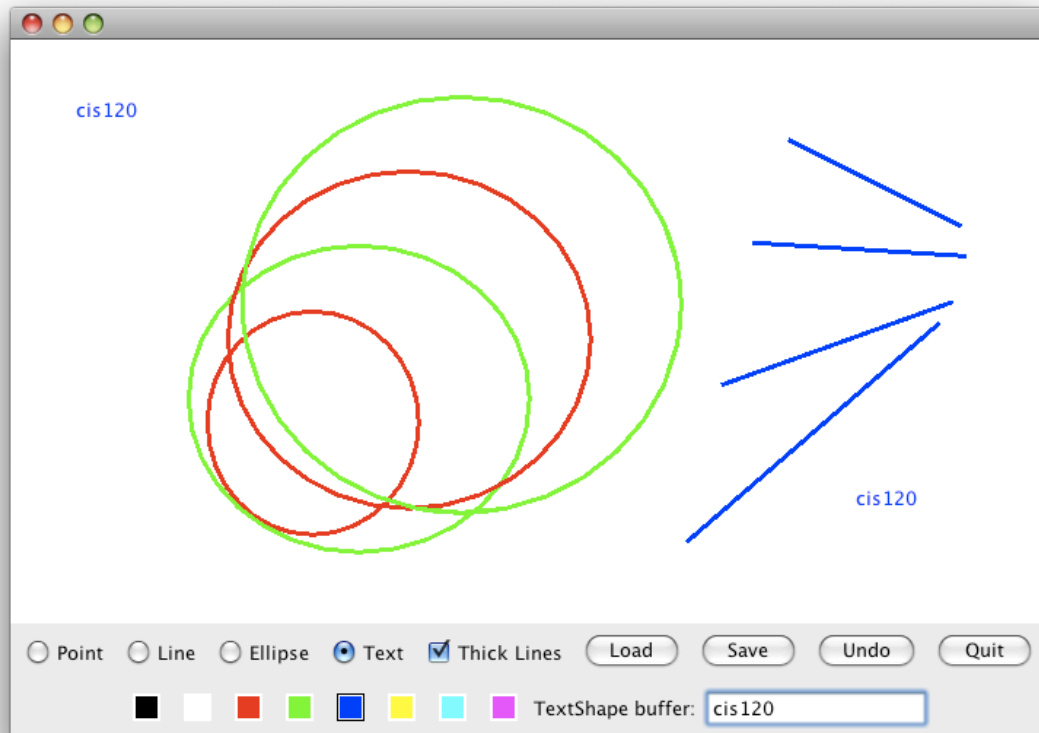 cis120
cis120
Point Line Ellipse Text Thick Lines Load Save Undo Quit
TextShape buffer: cis120